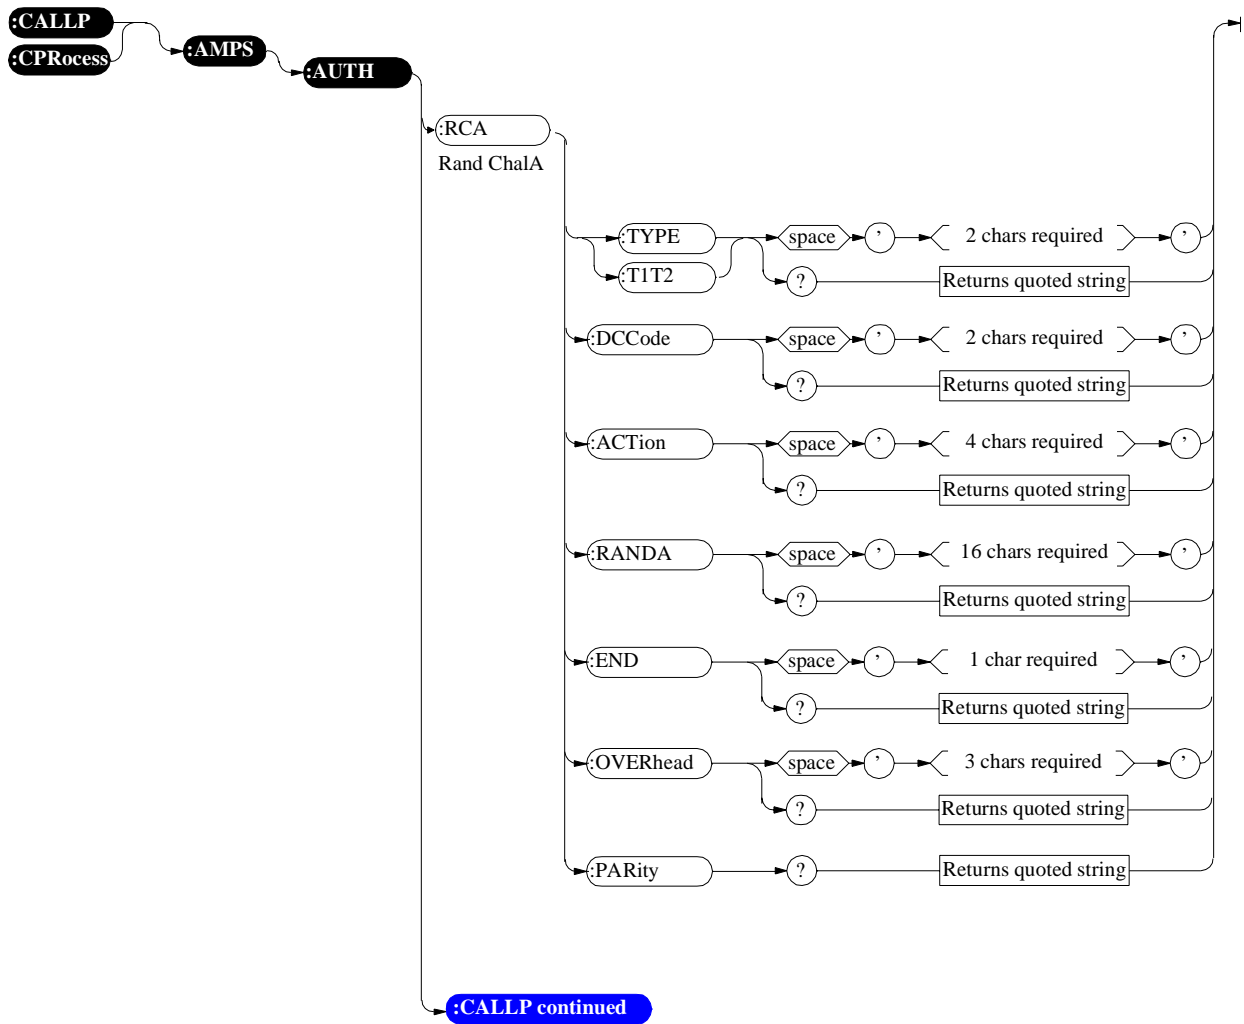 :CALLP
:CPRocess
:AMPS
:AUTH
:RCA
Rand ChalA
:TYPE space ’ 2 chars required ’
:T1T2 ? Returns quoted string
:DCCode space ’ 2 chars required ’
? Returns quoted string
:ACTion space ’ 4 chars required ’
? Returns quoted string
:RANDA space ’ 16 chars required ’
? Returns quoted string
:END space ’ 1 char required ’
? Returns quoted string
:OVERhead space ’ 3 chars required ’
? Returns quoted string
:PARity ? Returns quoted string
:CALLP continued